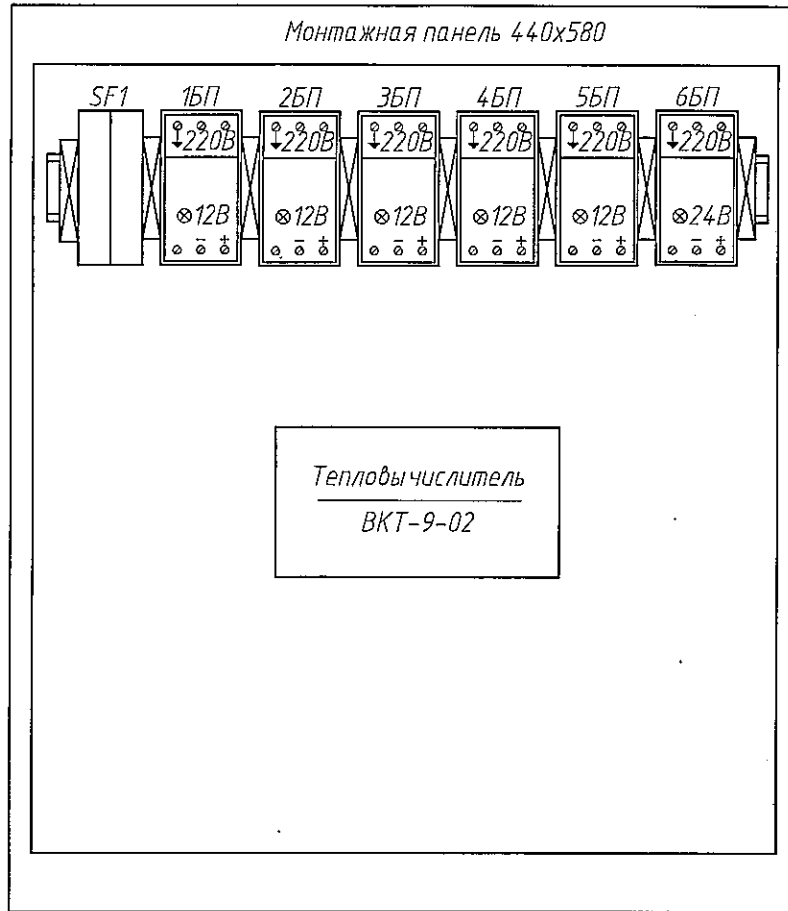 Монтажная панель 440x580
SF1 1БП 2БП 3БП 4БП 5БП 6БП
220В 220В 220В 220В 220В 220В
12В 12В 12В 12В 12В 24В
- + - + - + - + - + - +
Тепловычислитель
ВКТ-9-02